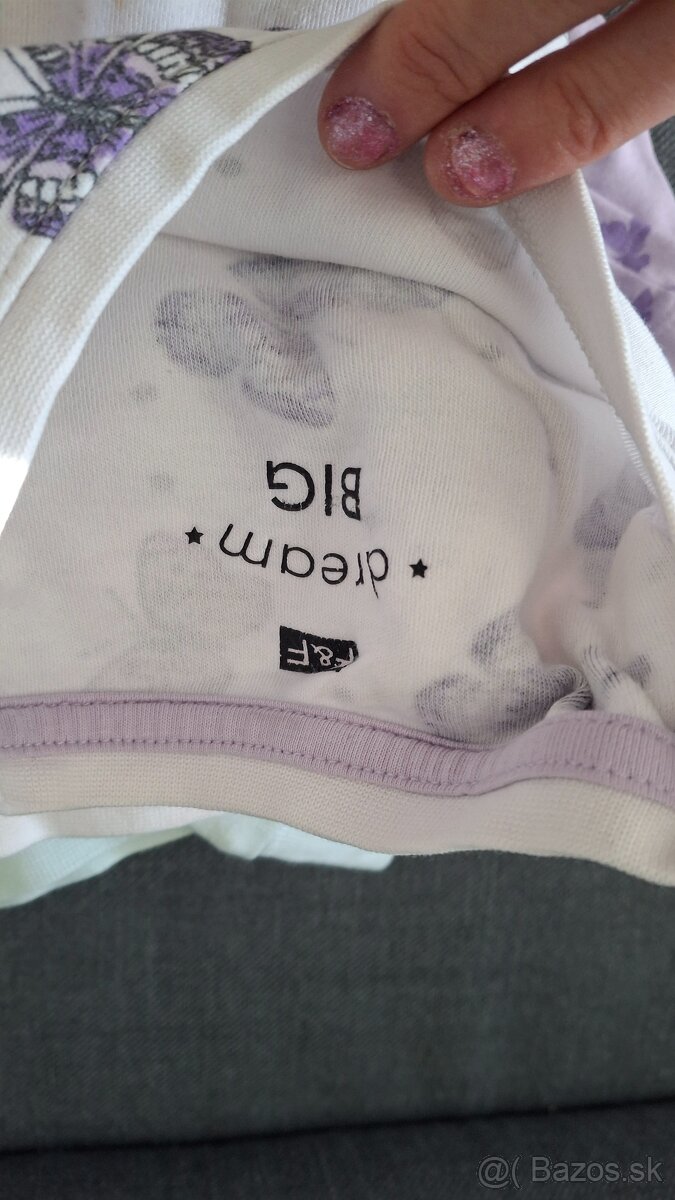 F&F
★ dream ★
BIG
@( Bazos.sk